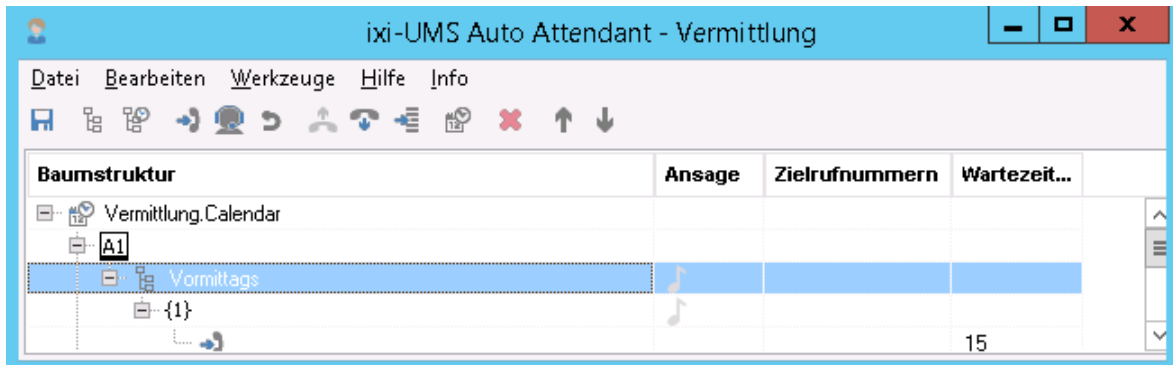 ixi-UMS Auto Attendant - Vermittlung
Datei Bearbeiten Werkzeuge Hilfe Info
Baumstruktur Ansage Zielrufnummern Wartezeit...
Vermittlung.Calendar
A1
Vormittags
{1}
15